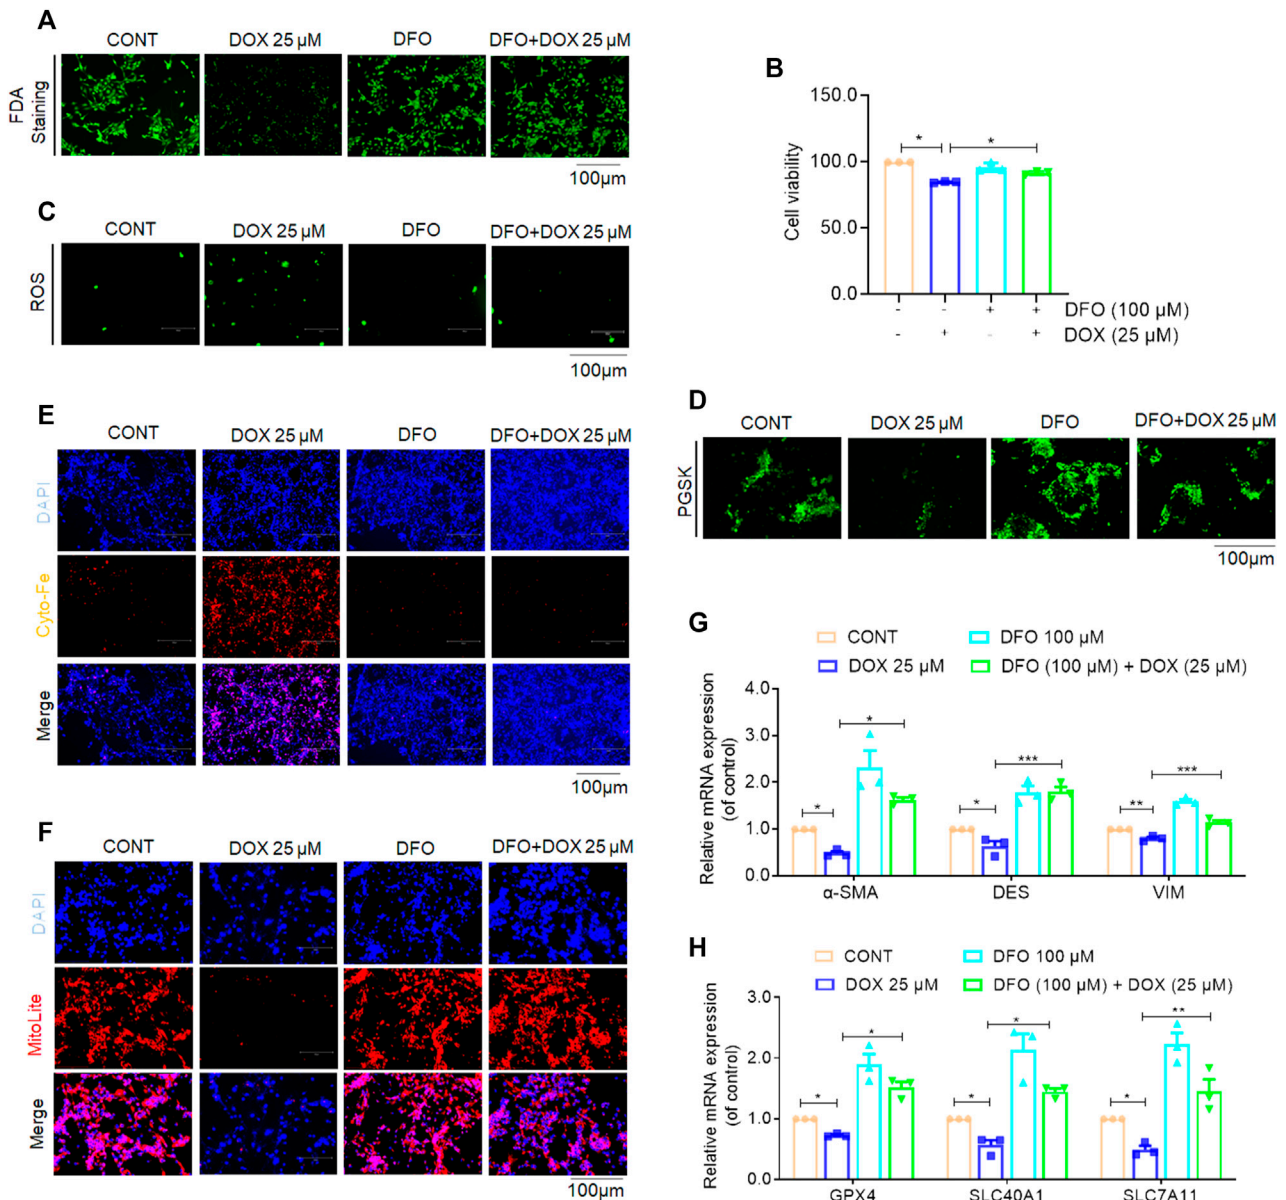 A
CONT DOX 25 μM DFO DFO+DOX 25 μM
FDA
Staining
100μm
B
150.0
100.0
50.0
0.0
Cell viability
* *
- - + + DFO (100 μM)
- + - + DOX (25 μM)
C
CONT DOX 25 μM DFO DFO+DOX 25 μM
ROS
100μm
D
CONT DOX 25 μM DFO DFO+DOX 25 μM
PGSK
100μm
E
CONT DOX 25 μM DFO DFO+DOX 25 μM
DAPI
Cyto-Fe
Merge
100μm
F
CONT DOX 25 μM DFO DFO+DOX 25 μM
DAPI
MitoLite
Merge
100μm
G
CONT DFO 100 μM
DOX 25 μM DFO (100 μM) + DOX (25 μM)
Relative mRNA expression
(of control)
4.0
3.0
2.0
1.0
0.0
* * * *** ** ***
α-SMA DES VIM
H
CONT DFO 100 μM
DOX 25 μM DFO (100 μM) + DOX (25 μM)
Relative mRNA expression
(of control)
3.0
2.0
1.0
0.0
* * * * * **
GPX4 SLC40A1 SLC7A11